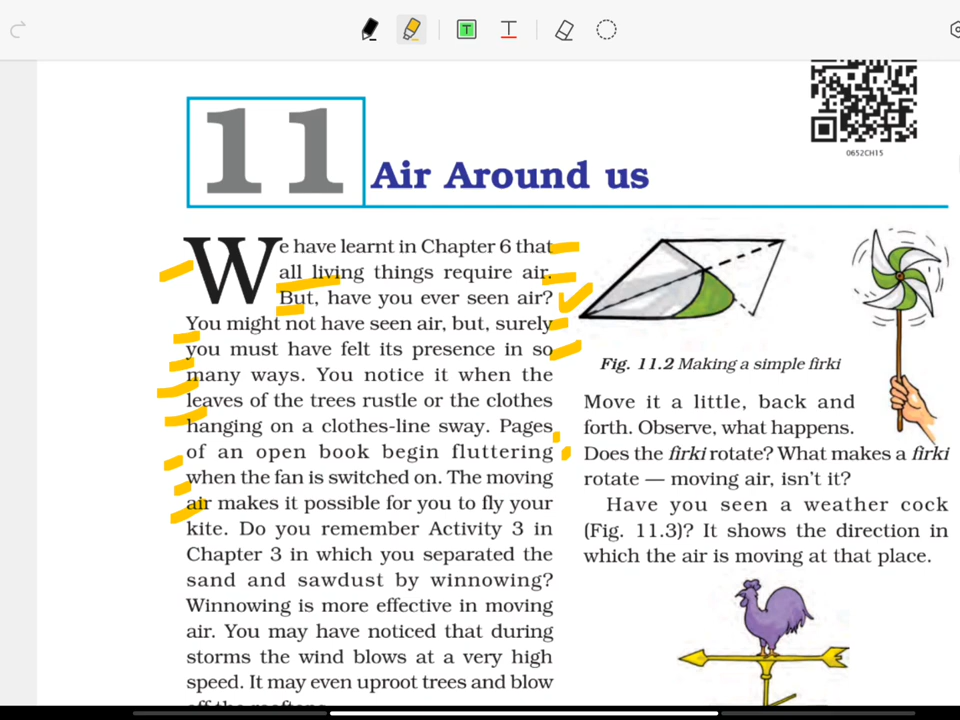 0652CH15
11
Air Around us
We have learnt in Chapter 6 that
all living things require air.
But, have you ever seen air?
You might not have seen air, but, surely
you must have felt its presence in so
many ways. You notice it when the
leaves of the trees rustle or the clothes
hanging on a clothes-line sway. Pages
of an open book begin fluttering
when the fan is switched on. The moving
air makes it possible for you to fly your
kite. Do you remember Activity 3 in
Chapter 3 in which you separated the
sand and sawdust by winnowing?
Winnowing is more effective in moving
air. You may have noticed that during
storms the wind blows at a very high
speed. It may even uproot trees and blow
Fig. 11.2 Making a simple firki
Move it a little, back and
forth. Observe, what happens.
Does the firki rotate? What makes a firki
rotate — moving air, isn't it?
Have you seen a weather cock
(Fig. 11.3)? It shows the direction in
which the air is moving at that place.